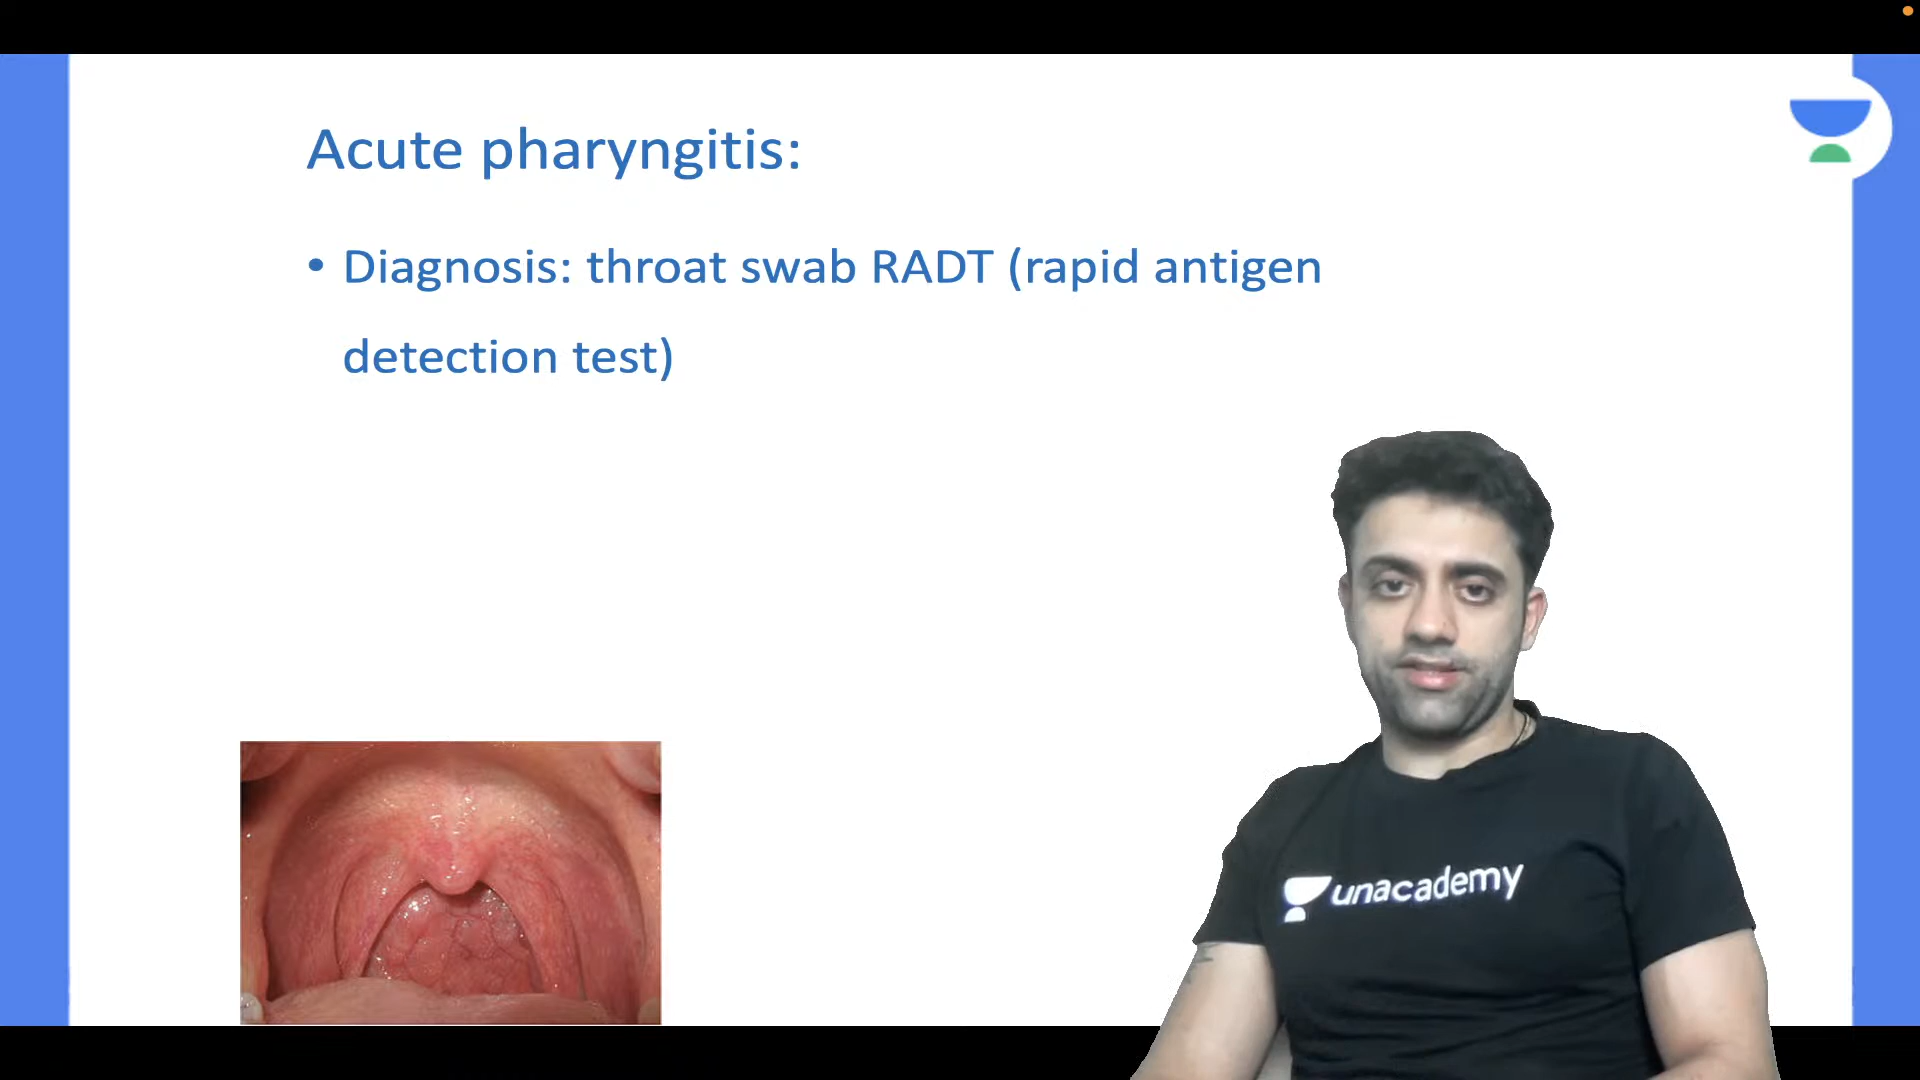 Acute pharyngitis:
• Diagnosis: throat swab RADT (rapid antigen
detection test)
unacademy